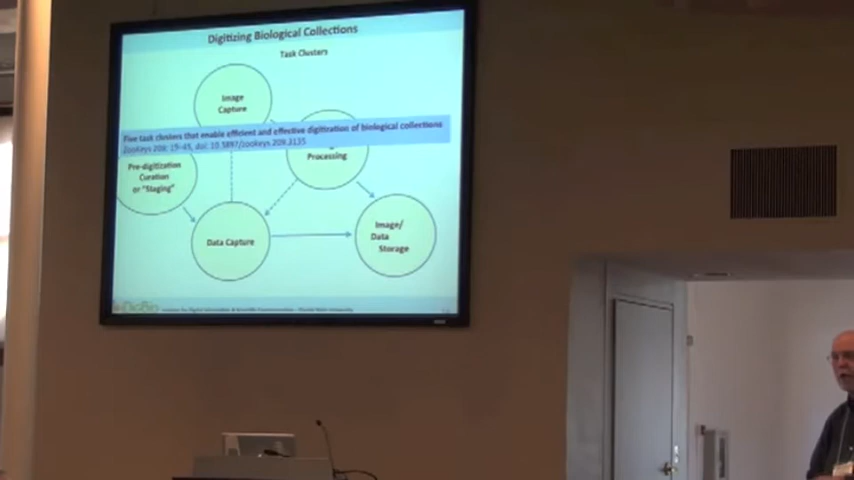 Digitizing Biological Collections
Task Clusters
Image
Capture
Five task clusters that enable efficient and effective digitization of biological collections
ZooKeys 209: 19–45, doi: 10.3897/zookeys.209.3135
Processing
Pre-digitization
Curation
or "Staging"
Data Capture
Image/
Data
Storage
iDigBio